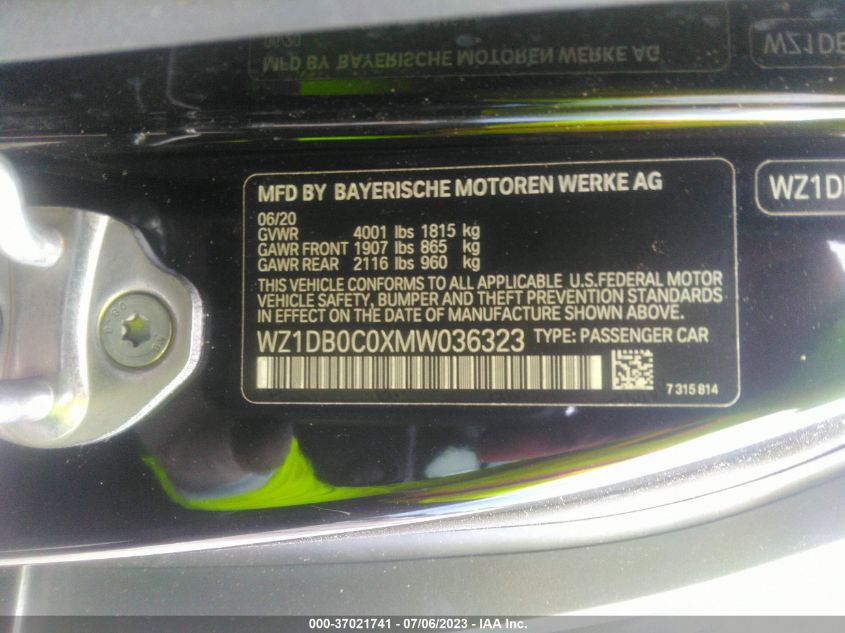 06/20
MFD BY BAYERISCHE MOTOREN WERKE AG
WZ1DB
MFD BY BAYERISCHE MOTOREN WERKE AG
WZ1D
06/20
GVWR 4001 lbs 1815 kg
GAWR FRONT 1907 lbs 865 kg
GAWR REAR 2116 lbs 960 kg
THIS VEHICLE CONFORMS TO ALL APPLICABLE U.S.FEDERAL MOTOR
VEHICLE SAFETY, BUMPER AND THEFT PREVENTION STANDARDS
IN EFFECT ON THE DATE OF MANUFACTURE SHOWN ABOVE.
WZ1DB0C0XMW036323 TYPE: PASSENGER CAR
7 315 814
000-37021741 - 07/06/2023 - IAA Inc.